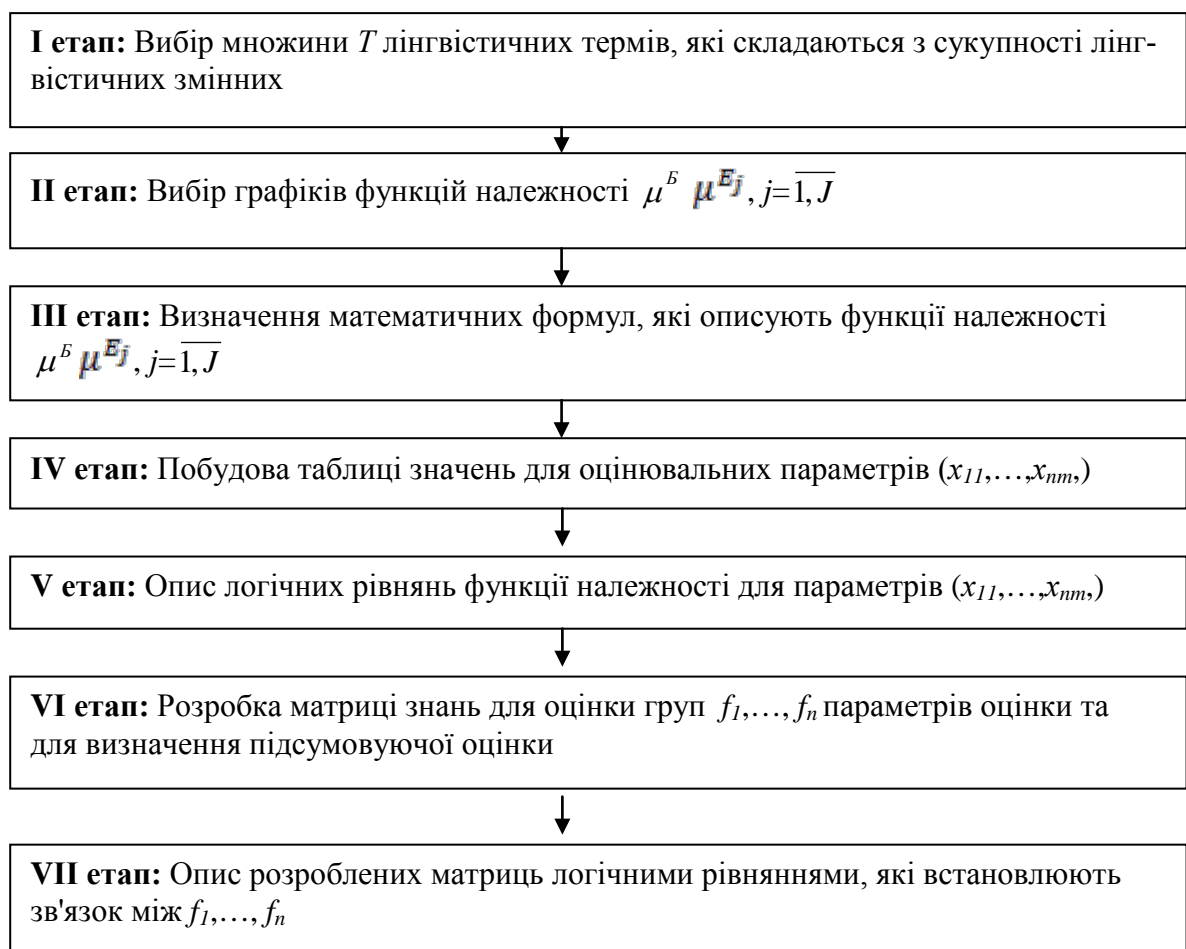 I етап: Вибір множини T лінгвістичних термів, які складаються з сукупності лінг-
вістичних змінних
II етап: Вибір графіків функцій належності μ^Б μ^Ej, j=1,J
III етап: Визначення математичних формул, які описують функції належності
μ^Б μ^Ej, j=1,J
IV етап: Побудова таблиці значень для оцінювальних параметрів (x11,…,xnm,)
V етап: Опис логічних рівнянь функції належності для параметрів (x11,…,xnm,)
VI етап: Розробка матриці знань для оцінки груп f1,…, fn параметрів оцінки та
для визначення підсумовуючої оцінки
VII етап: Опис розроблених матриць логічними рівняннями, які встановлюють
зв'язок між f1,…, fn